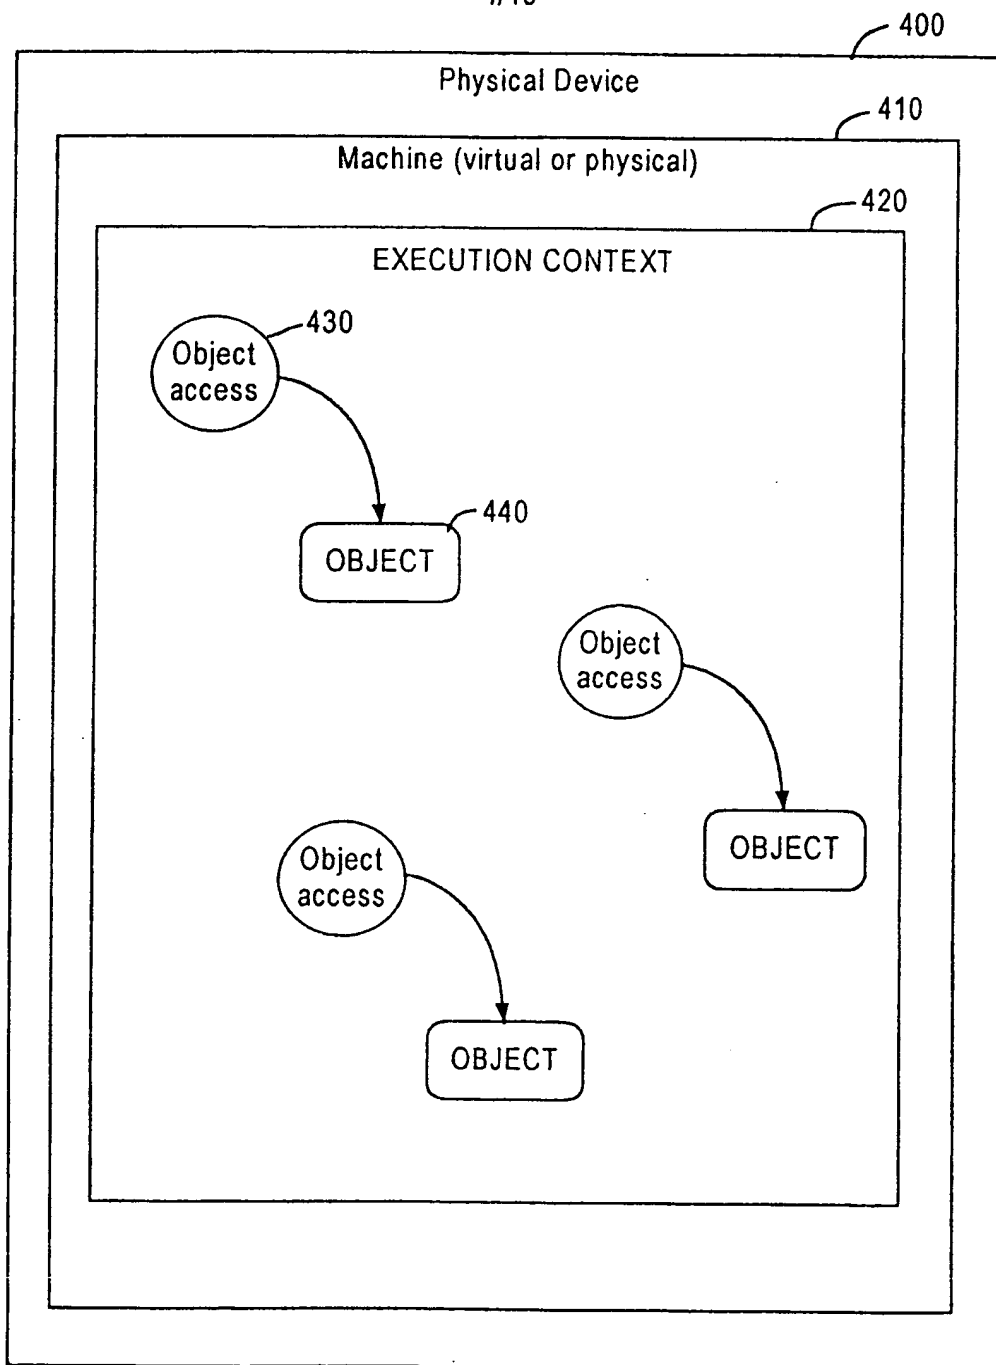 400
Physical Device
410
Machine (virtual or physical)
420
EXECUTION CONTEXT
430
Object
access
440
OBJECT
Object
access
OBJECT
Object
access
OBJECT